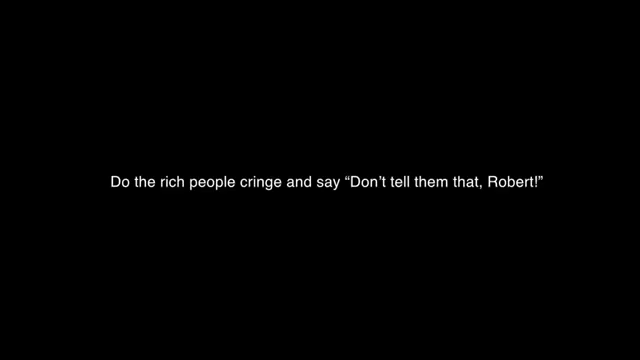 Do the rich people cringe and say “Don’t tell them that, Robert!”